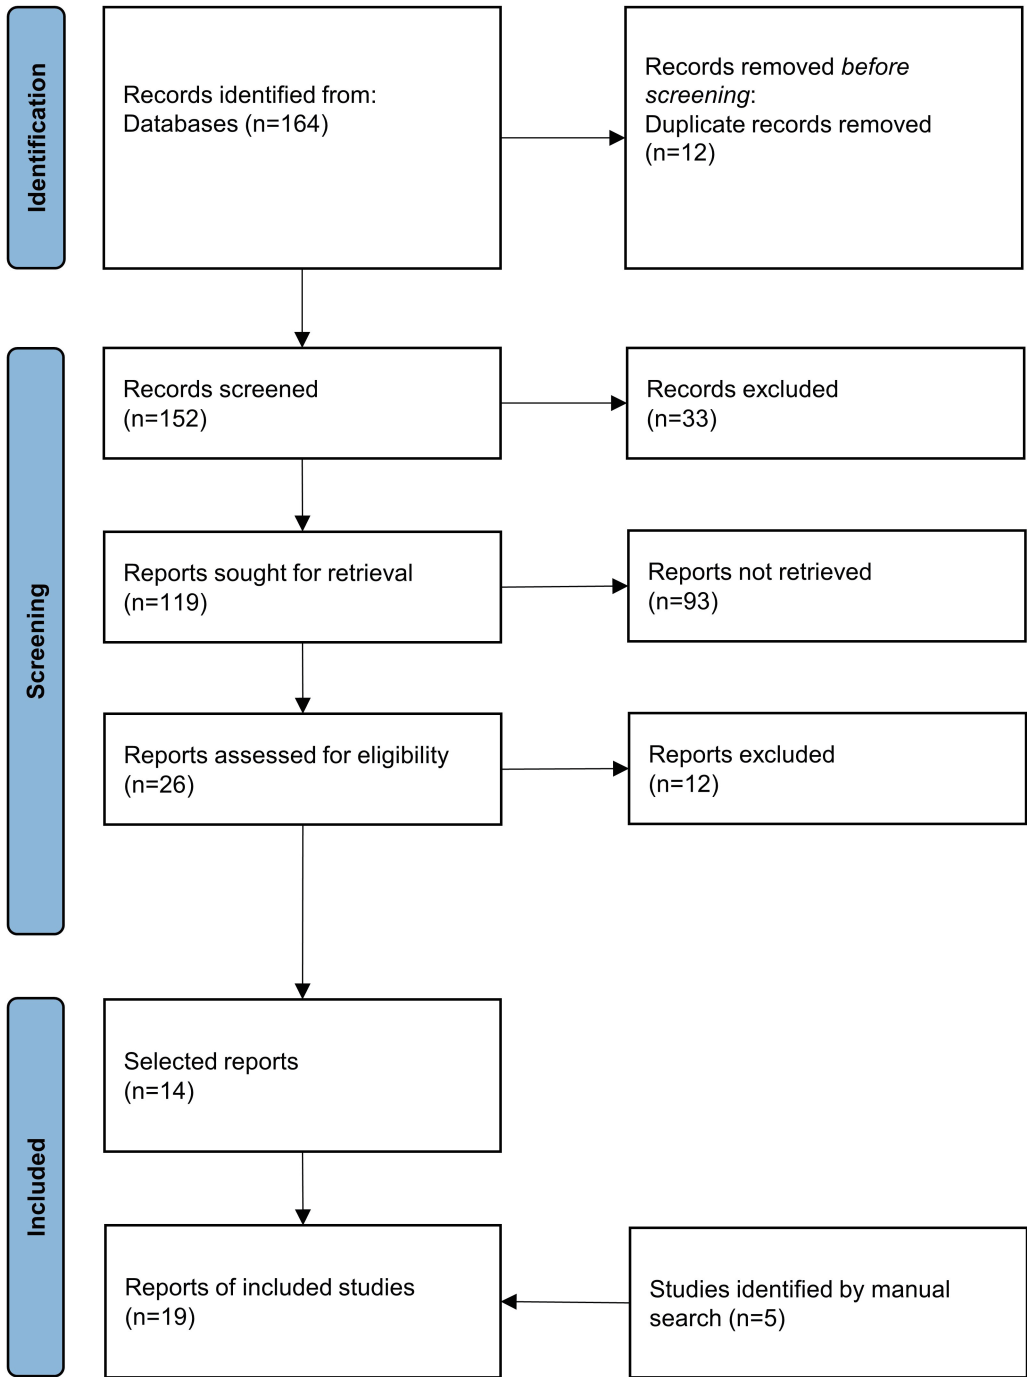 Identification
Records identified from:
Databases (n=164)
Records removed before
screening:
Duplicate records removed
(n=12)
Screening
Records screened
(n=152)
Records excluded
(n=33)
Reports sought for retrieval
(n=119)
Reports not retrieved
(n=93)
Reports assessed for eligibility
(n=26)
Reports excluded
(n=12)
Included
Selected reports
(n=14)
Reports of included studies
(n=19)
Studies identified by manual
search (n=5)